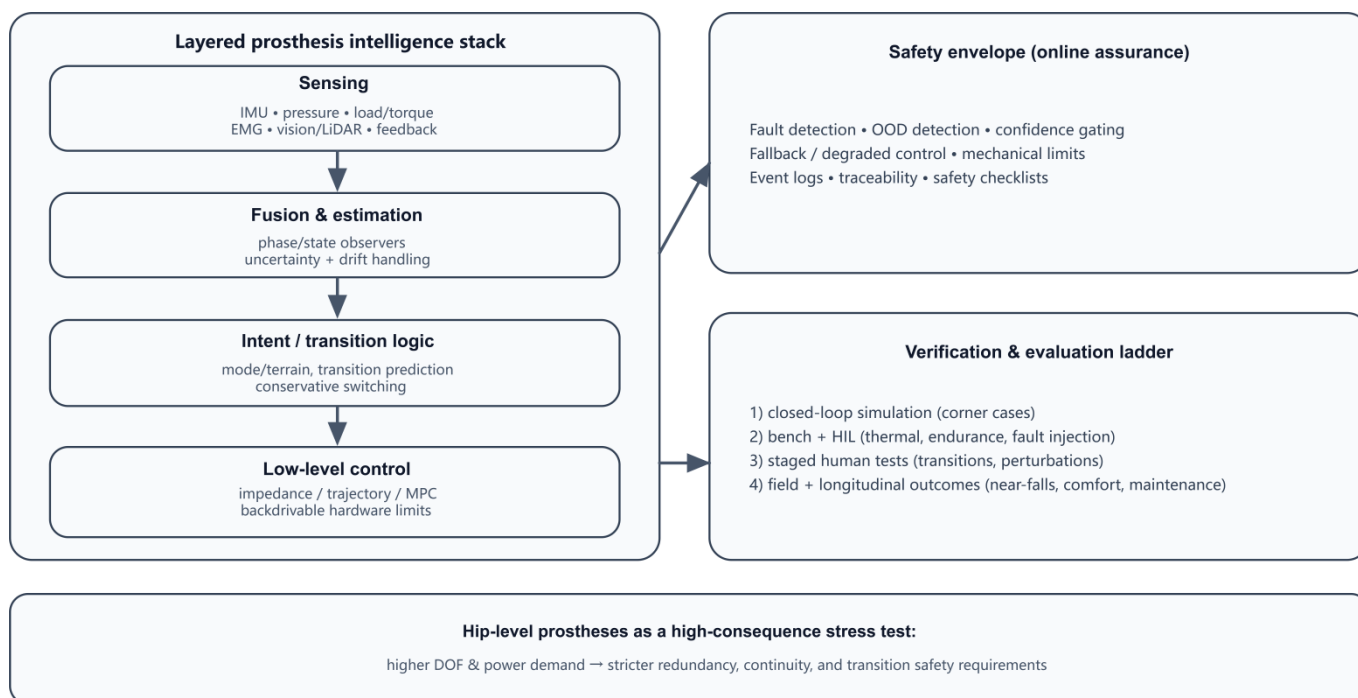 Layered prosthesis intelligence stack
Sensing
IMU • pressure • load/torque
EMG • vision/LiDAR • feedback
Fusion & estimation
phase/state observers
uncertainty + drift handling
Intent / transition logic
mode/terrain, transition prediction
conservative switching
Low-level control
impedance / trajectory / MPC
backdrivable hardware limits
Safety envelope (online assurance)
Fault detection • OOD detection • confidence gating
Fallback / degraded control • mechanical limits
Event logs • traceability • safety checklists
Verification & evaluation ladder
1) closed-loop simulation (corner cases)
2) bench + HIL (thermal, endurance, fault injection)
3) staged human tests (transitions, perturbations)
4) field + longitudinal outcomes (near-falls, comfort, maintenance)
Hip-level prostheses as a high-consequence stress test:
higher DOF & power demand → stricter redundancy, continuity, and transition safety requirements